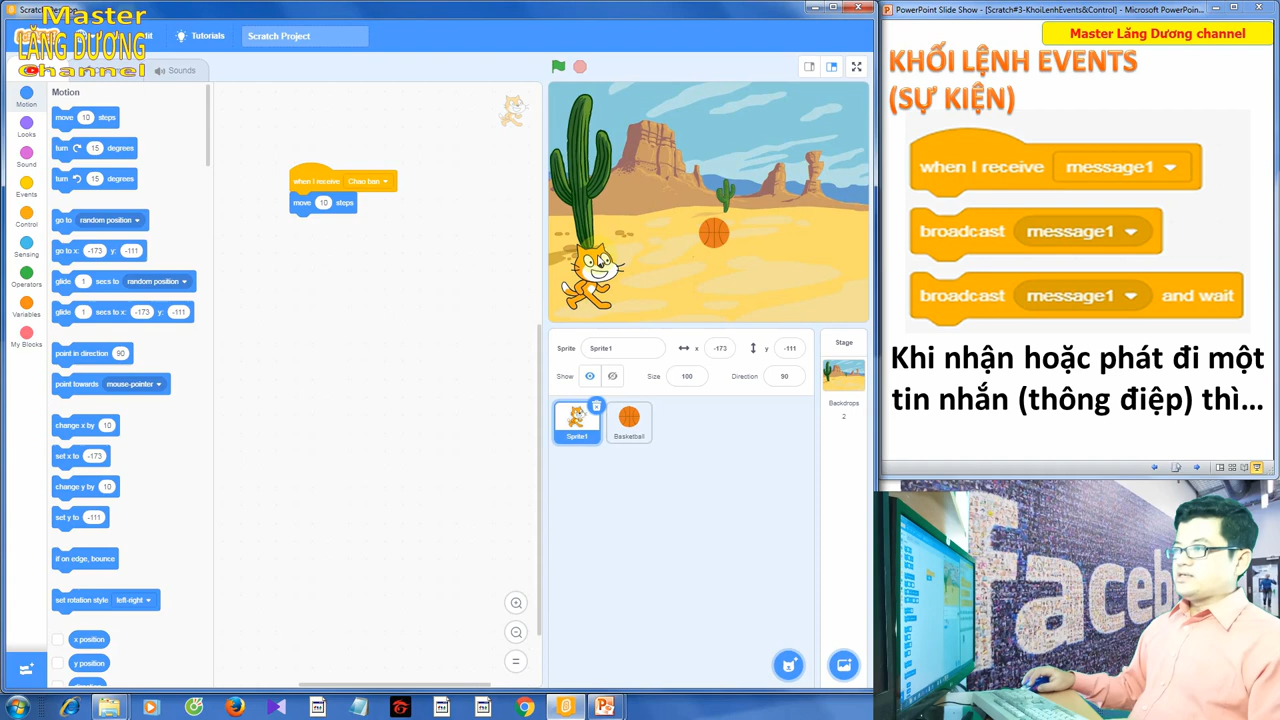 Master
LĂNG DƯƠNG
Channel
Tutorials
Scratch Project
Sounds
Motion
Looks
Sound
Events
Control
Sensing
Operators
Variables
My Blocks
Motion
move 10 steps
turn 15 degrees
turn 15 degrees
go to random position
go to x: -173 y: -111
glide 1 secs to random position
glide 1 secs to x: -173 y: -111
point in direction 90
point towards mouse-pointer
change x by 10
set x to -173
change y by 10
set y to -111
if on edge, bounce
set rotation style left-right
x position
y position
when I receive Chao ban
move 10 steps
Sprite Sprite1 x -173 y -111
Show Size 100 Direction 90
Sprite1
Basketball
Stage
Backdrops
2
PowerPoint Slide Show - [Scratch#3-KhoiLenhEvents&Control] - Microsoft PowerPoin...
Master Lăng Dương channel
KHỐI LỆNH EVENTS
(SỰ KIỆN)
when I receive message1
broadcast message1
broadcast message1 and wait
Khi nhận hoặc phát đi một
tin nhắn (thông điệp) thì...